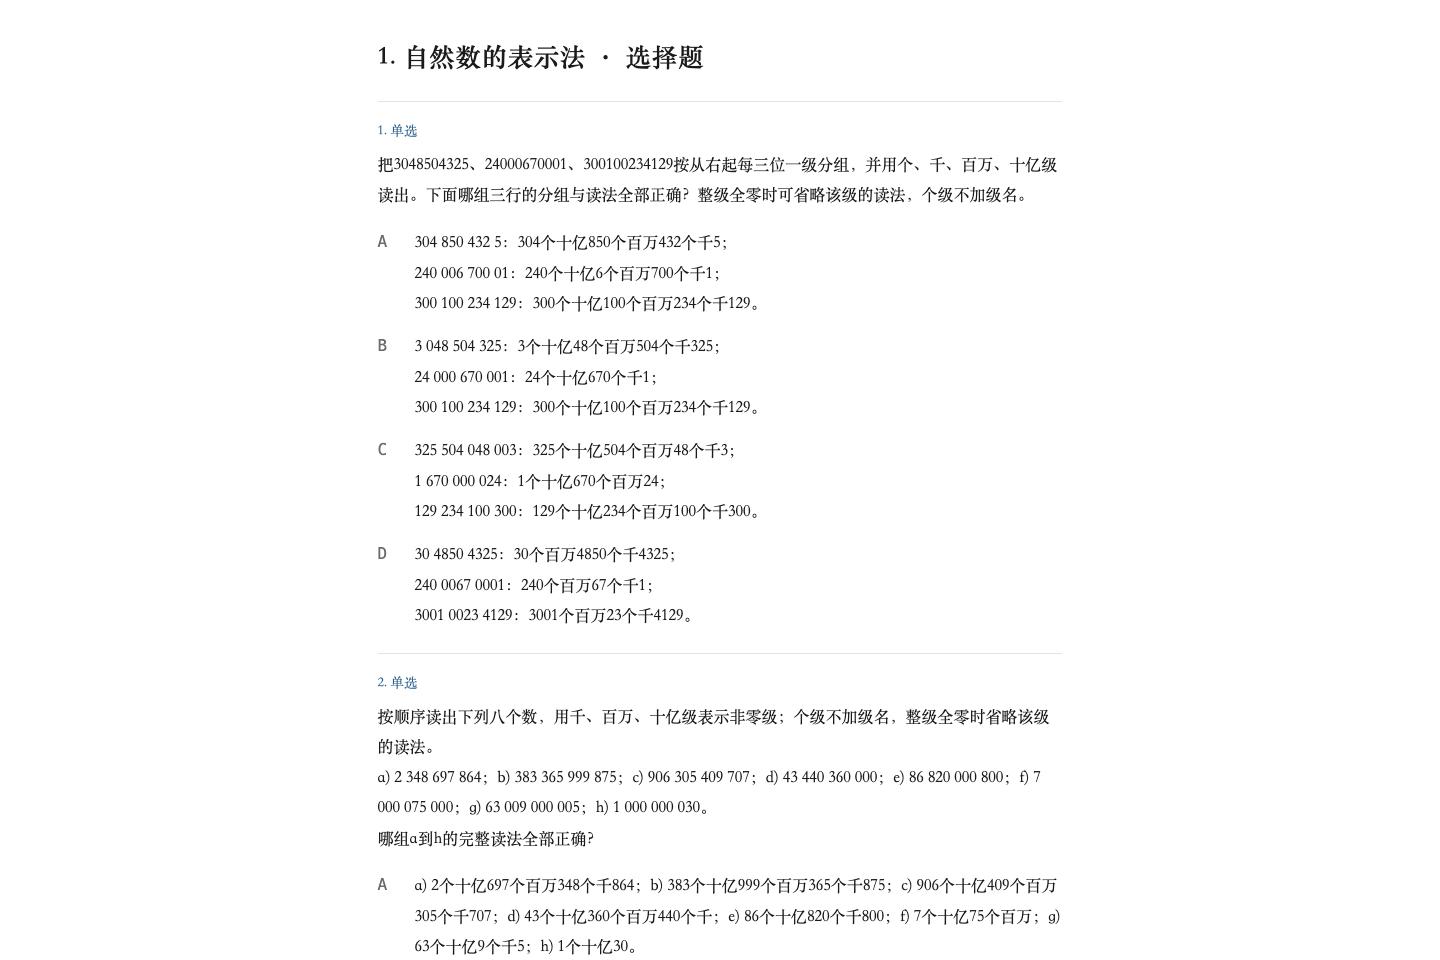 1. 自然数的表示法 · 选择题
1. 单选
把3048504325、24000670001、300100234129按从右起每三位一级分组，并用个、千、百万、十亿级
读出。下面哪组三行的分组与读法全部正确？整级全零时可省略该级的读法，个级不加级名。
A
304 850 432 5：304个十亿850个百万432个千5；
240 006 700 01：240个十亿6个百万700个千1；
300 100 234 129：300个十亿100个百万234个千129。
B
3 048 504 325：3个十亿48个百万504个千325；
24 000 670 001：24个十亿670个千1；
300 100 234 129：300个十亿100个百万234个千129。
C
325 504 048 003：325个十亿504个百万48个千3；
1 670 000 024：1个十亿670个百万24；
129 234 100 300：129个十亿234个百万100个千300。
D
30 4850 4325：30个百万4850个千4325；
240 0067 0001：240个百万67个千1；
3001 0023 4129：3001个百万23个千4129。
2. 单选
按顺序读出下列八个数，用千、百万、十亿级表示非零级；个级不加级名，整级全零时省略该级
的读法。
a) 2 348 697 864；b) 383 365 999 875；c) 906 305 409 707；d) 43 440 360 000；e) 86 820 000 800；f) 7
000 075 000；g) 63 009 000 005；h) 1 000 000 030。
哪组a到h的完整读法全部正确？
A
a) 2个十亿697个百万348个千864；b) 383个十亿999个百万365个千875；c) 906个十亿409个百万
305个千707；d) 43个十亿360个百万440个千；e) 86个十亿820个千800；f) 7个十亿75个百万；g)
63个十亿9个千5；h) 1个十亿30。